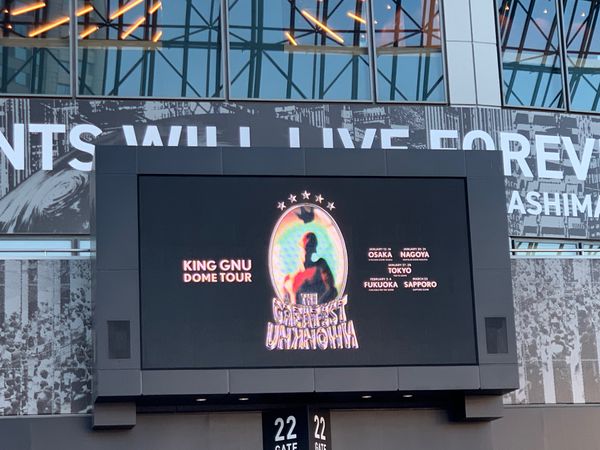 NTS WILL LIVE FOREVE
ASHIMA
KING GNU
DOME TOUR
THE
GREATEST
UNKNOWN
OSAKA
NAGOYA
TOKYO
FUKUOKA
SAPPORO
22
GATE
22
GATE